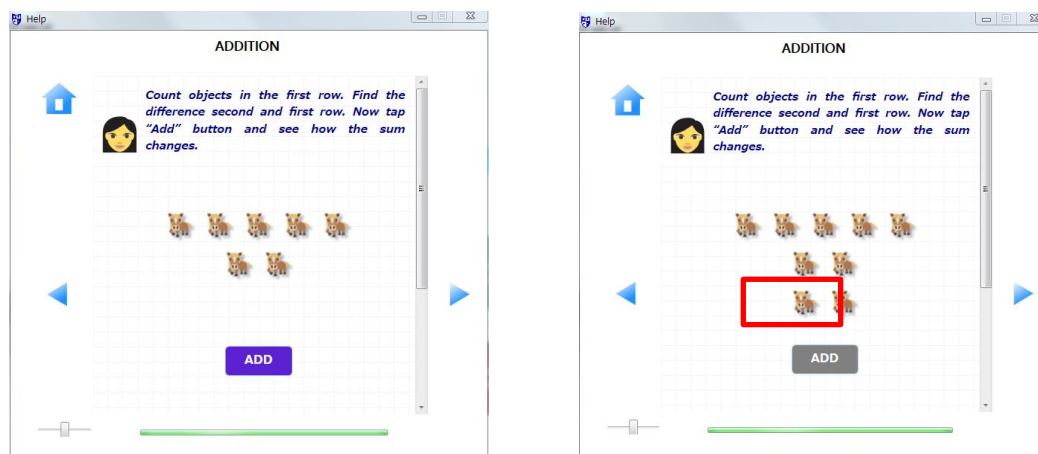 Help
ADDITION
Count objects in the first row. Find the
difference second and first row. Now tap
"Add" button and see how the sum
changes.
ADD
Help
ADDITION
Count objects in the first row. Find the
difference second and first row. Now tap
"Add" button and see how the sum
changes.
ADD